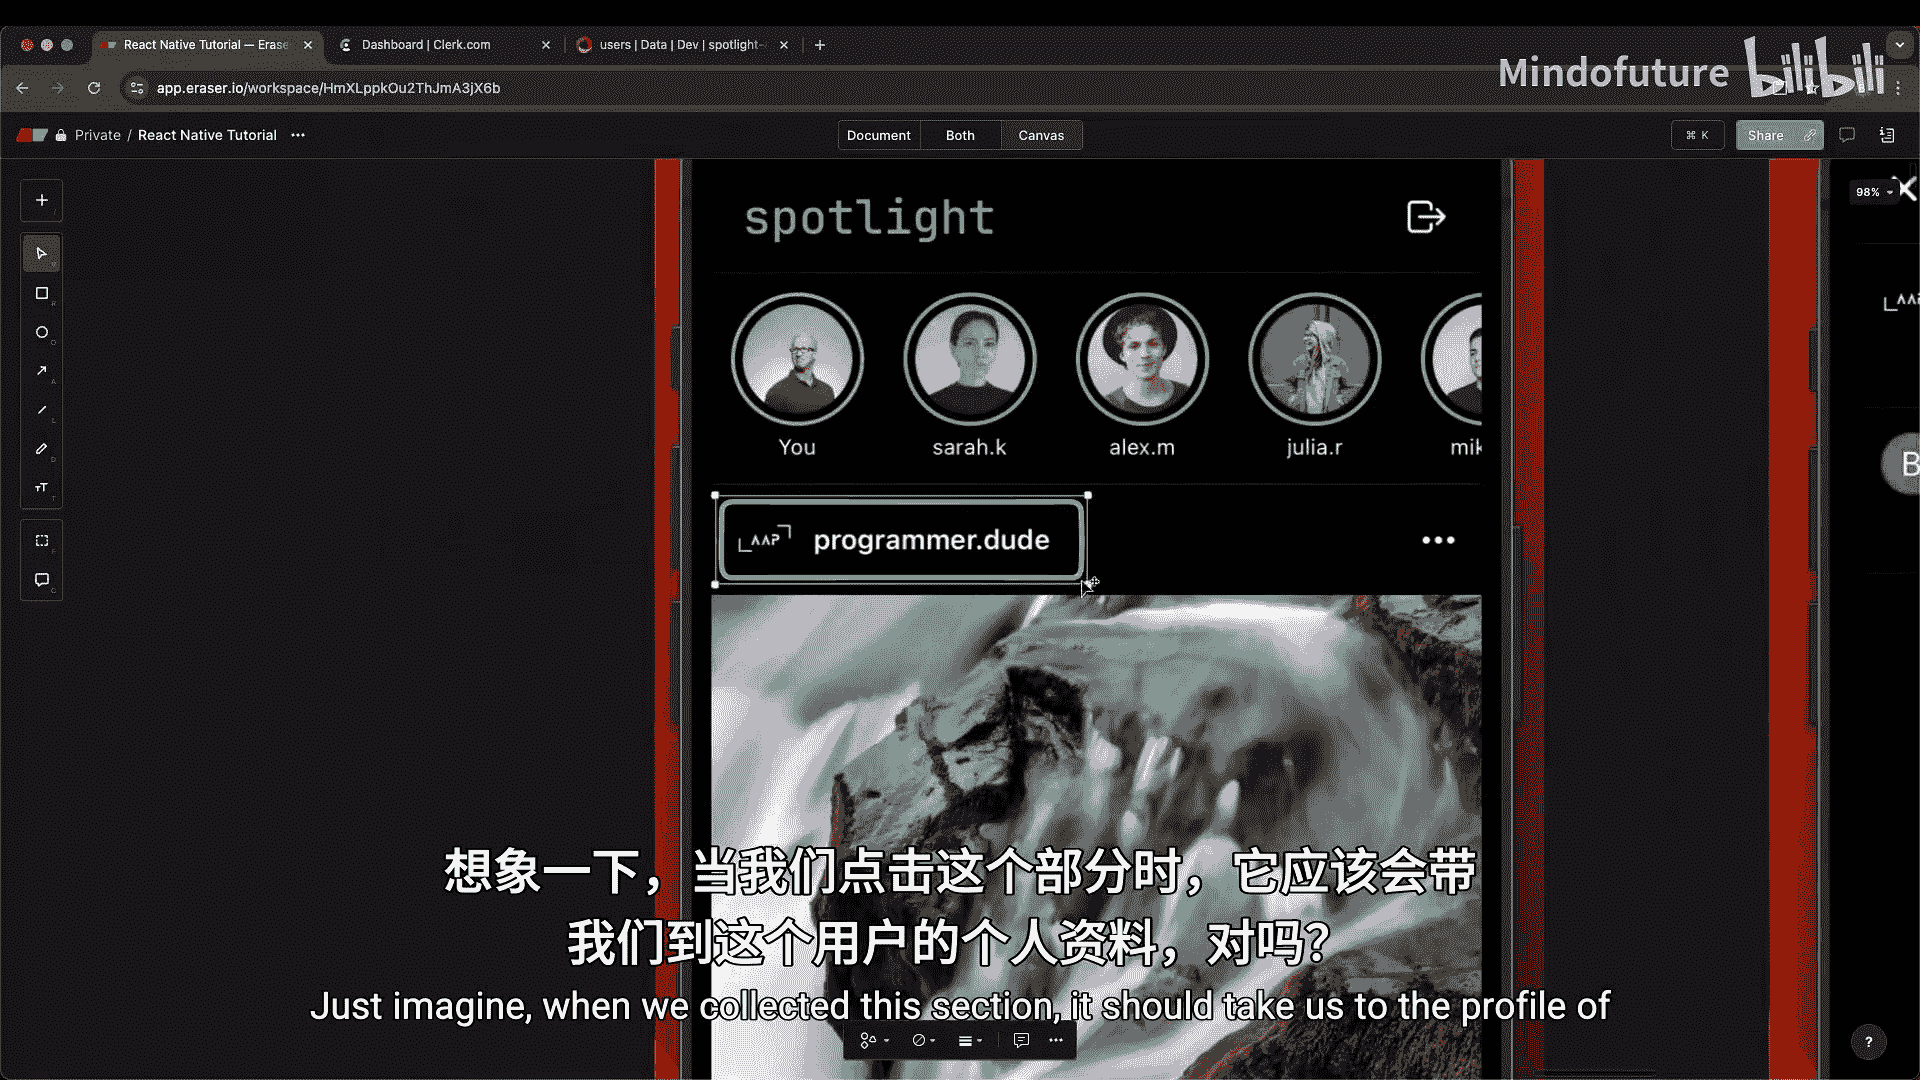 React Native Tutorial — Erase
Dashboard | Clerk.com
users | Data | Dev | spotlight-
app.eraser.io/workspace/HmXLppkOu2ThJmA3jX6b
Mindofuture bilibili
Private / React Native Tutorial
Document Both Canvas
⌘ K
Share
98%
spotlight
You
sarah.k
alex.m
julia.r
mik
programmer.dude
B
想象一下，当我们点击这个部分时，它应该会带
我们到这个用户的个人资料，对吗？
Just imagine, when we collected this section, it should take us to the profile of
?